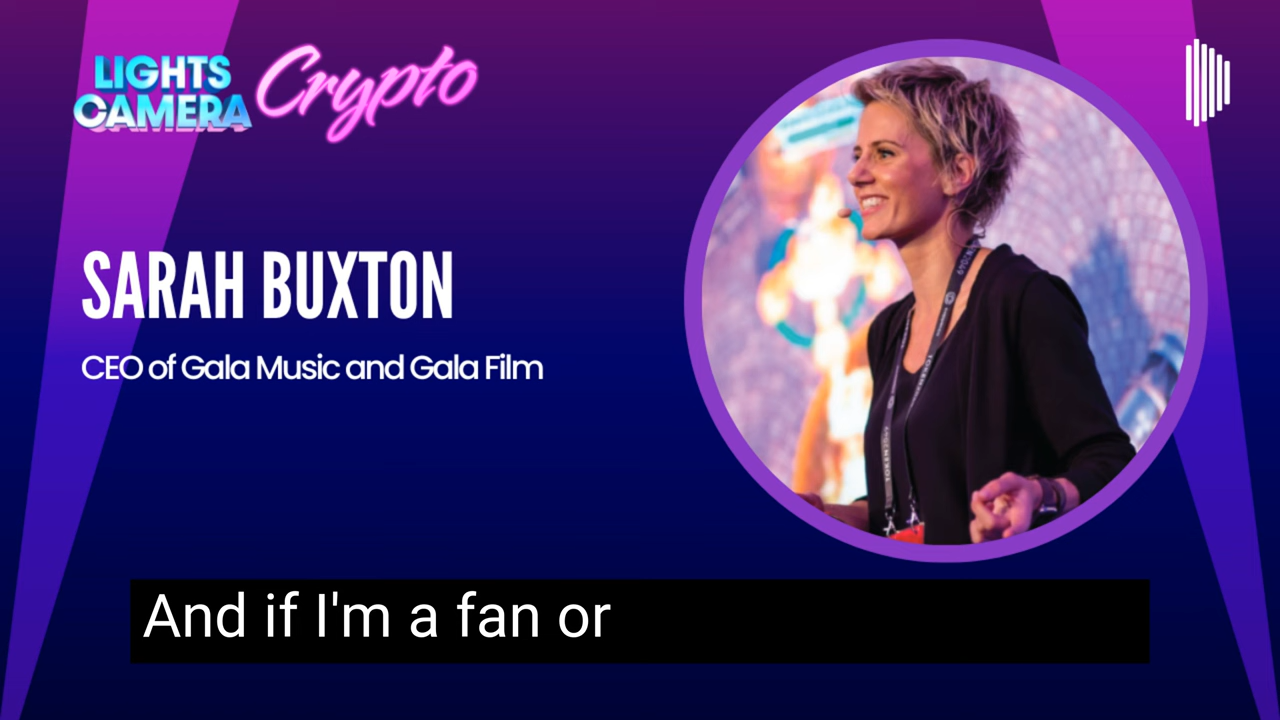 LIGHTS
CAMERA
Crypto
SARAH BUXTON
CEO of Gala Music and Gala Film
And if I'm a fan or